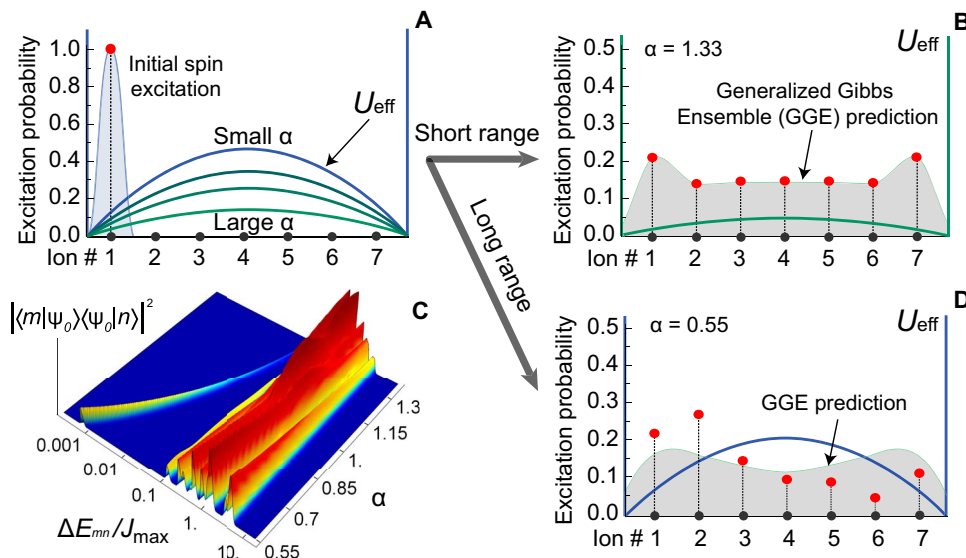 A
Excitation probability
1.0
0.8
0.6
0.4
0.2
0.0
Initial spin
excitation
Ueff
Small α
Large α
Ion # 1 2 3 4 5 6 7
Short range
Long
range
B
Excitation probability
0.5
0.4
0.3
0.2
0.1
0.0
α = 1.33
Ueff
Generalized Gibbs
Ensemble (GGE) prediction
Ion # 1 2 3 4 5 6 7
C
|⟨m|ψ₀⟩⟨ψ₀|n⟩|²
0.001
0.01
0.1
1.
10.
ΔEmn/Jmax
1.3
1.15
1.
0.85
0.7
0.55
α
D
Excitation probability
0.5
0.4
0.3
0.2
0.1
0.0
α = 0.55
Ueff
GGE prediction
Ion # 1 2 3 4 5 6 7